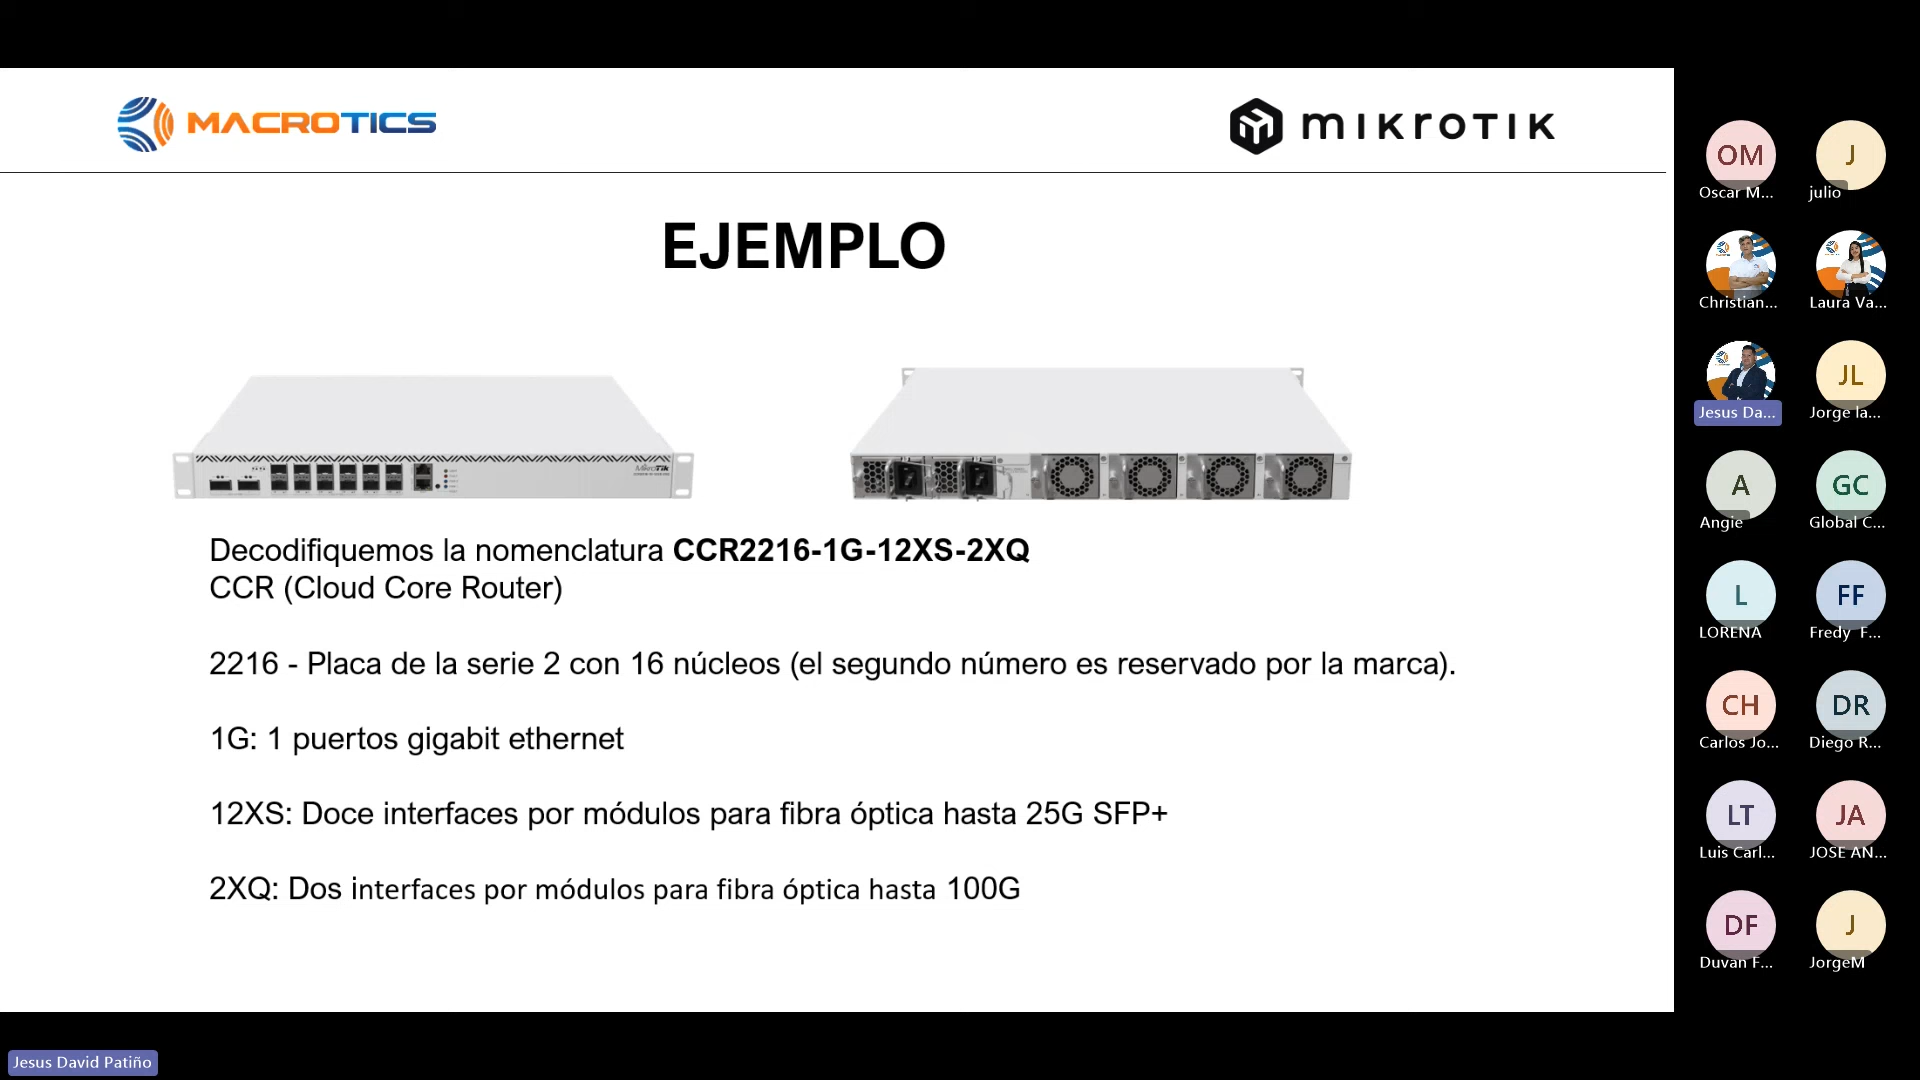 MACROTICS
mikrotik
EJEMPLO
MikroTik
Decodifiquemos la nomenclatura CCR2216-1G-12XS-2XQ
CCR (Cloud Core Router)
2216 - Placa de la serie 2 con 16 núcleos (el segundo número es reservado por la marca).
1G: 1 puertos gigabit ethernet
12XS: Doce interfaces por módulos para fibra óptica hasta 25G SFP+
2XQ: Dos interfaces por módulos para fibra óptica hasta 100G
OM
Oscar M...
J
julio
Christian...
Laura Va...
Jesus Da...
JL
Jorge la...
A
Angie
GC
Global C...
L
LORENA
FF
Fredy F...
CH
Carlos Jo...
DR
Diego R...
LT
Luis Carl...
JA
JOSE AN...
DF
Duvan F...
J
JorgeM
Jesus David Patiño